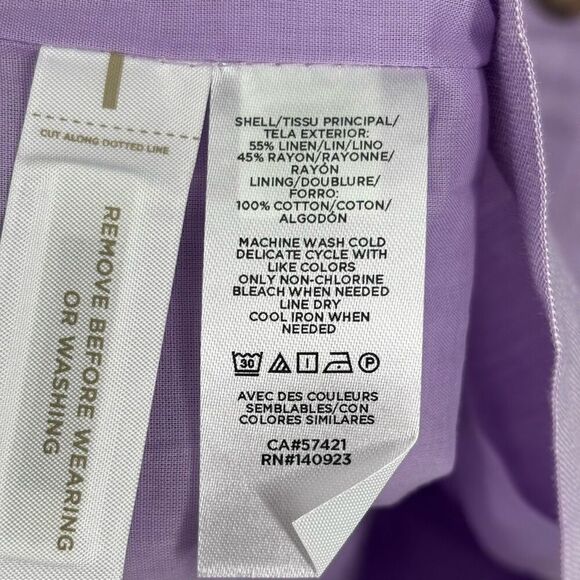 CUT ALONG DOTTED LINE
REMOVE BEFORE WEARING
OR WASHING
SHELL/TISSU PRINCIPAL/
TELA EXTERIOR:
55% LINEN/LIN/LINO
45% RAYON/RAYONNE/
RAYÓN
LINING/DOUBLURE/
FORRO:
100% COTTON/COTON/
ALGODÓN
MACHINE WASH COLD
DELICATE CYCLE WITH
LIKE COLORS
ONLY NON-CHLORINE
BLEACH WHEN NEEDED
LINE DRY
COOL IRON WHEN
NEEDED
30 P
AVEC DES COULEURS
SEMBLABLES/CON
COLORES SIMILARES
CA#57421
RN#140923